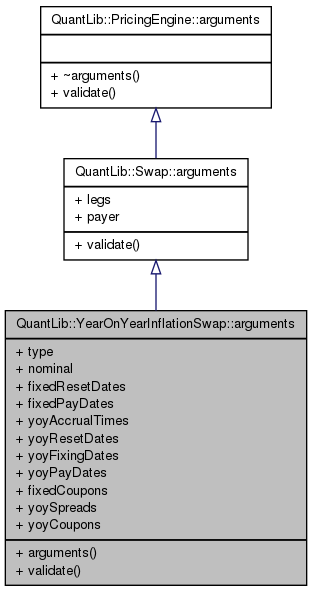 QuantLib::PricingEngine::arguments
+ ~arguments()
+ validate()
QuantLib::Swap::arguments
+ legs
+ payer
+ validate()
QuantLib::YearOnYearInflationSwap::arguments
+ type
+ nominal
+ fixedResetDates
+ fixedPayDates
+ yoyAccrualTimes
+ yoyResetDates
+ yoyFixingDates
+ yoyPayDates
+ fixedCoupons
+ yoySpreads
+ yoyCoupons
+ arguments()
+ validate()